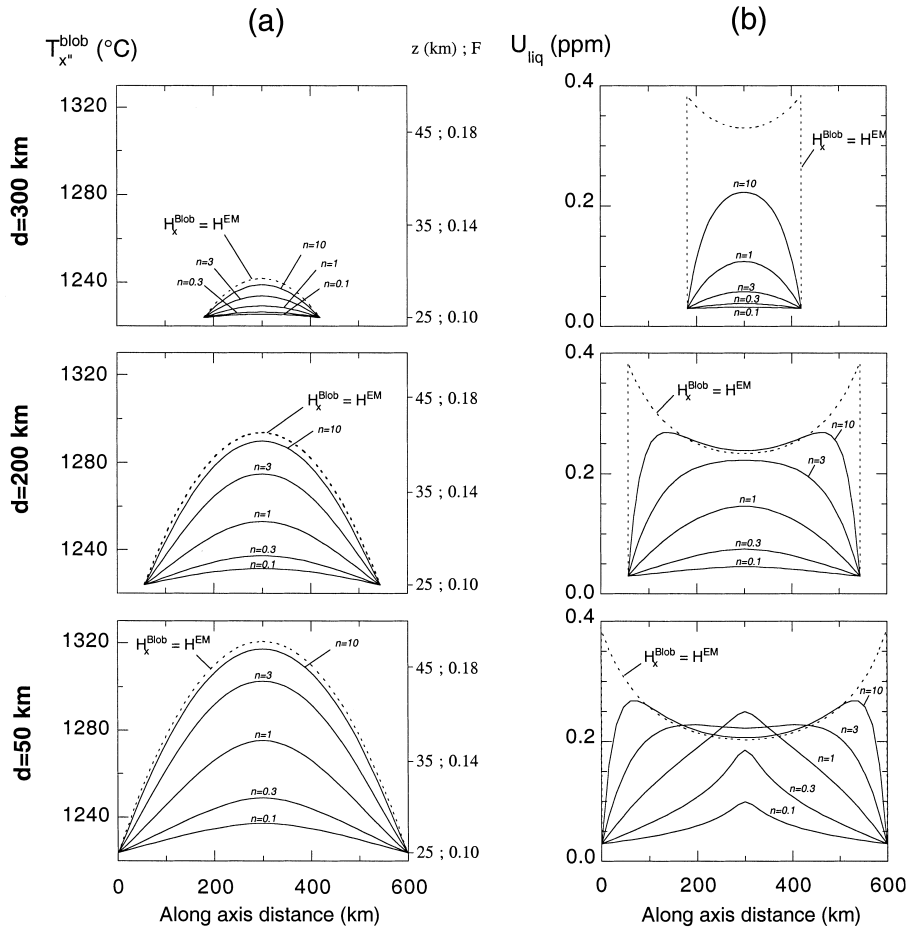 (a)
(b)
T_x"^blob (°C)
z (km) ; F
U_liq (ppm)
d=300 km
1320
1280
1240
45 ; 0.18
35 ; 0.14
25 ; 0.10
H_x^Blob = H^EM
n=10
n=3
n=1
n=0.3
n=0.1
0.4
0.2
0.0
H_x^Blob = H^EM
n=10
n=1
n=3
n=0.3
n=0.1
d=200 km
1320
1280
1240
45 ; 0.18
35 ; 0.14
25 ; 0.10
H_x^Blob = H^EM
n=10
n=3
n=1
n=0.3
n=0.1
0.4
0.2
0.0
H_x^Blob = H^EM
n=10
n=3
n=1
n=0.3
n=0.1
d=50 km
1320
1280
1240
45 ; 0.18
35 ; 0.14
25 ; 0.10
H_x^Blob = H^EM
n=10
n=3
n=1
n=0.3
n=0.1
0 200 400 600
Along axis distance (km)
0.4
0.2
0.0
H_x^Blob = H^EM
n=10
n=3
n=1
n=0.3
n=0.1
0 200 400 600
Along axis distance (km)